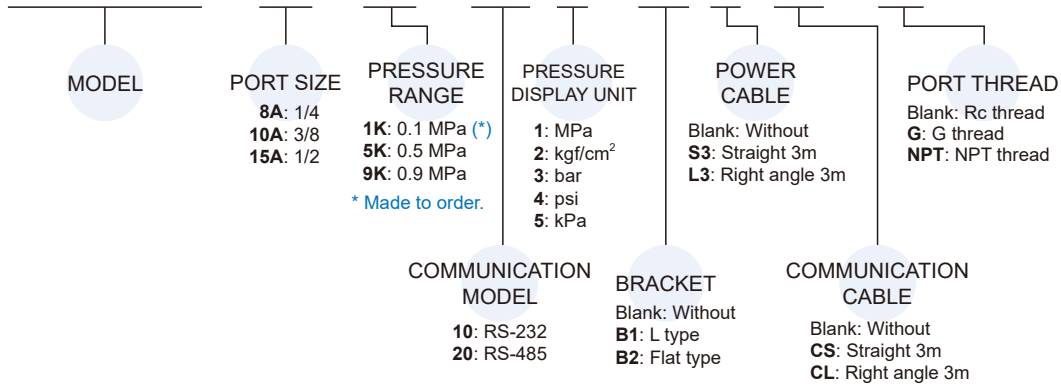 MODEL
PORT SIZE
8A: 1/4
10A: 3/8
15A: 1/2
PRESSURE
RANGE
1K: 0.1 MPa (*)
5K: 0.5 MPa
9K: 0.9 MPa
* Made to order.
PRESSURE
DISPLAY UNIT
1: MPa
2: kgf/cm²
3: bar
4: psi
5: kPa
POWER
CABLE
Blank: Without
S3: Straight 3m
L3: Right angle 3m
PORT THREAD
Blank: Rc thread
G: G thread
NPT: NPT thread
COMMUNICATION
MODEL
10: RS-232
20: RS-485
BRACKET
Blank: Without
B1: L type
B2: Flat type
COMMUNICATION
CABLE
Blank: Without
CS: Straight 3m
CL: Right angle 3m